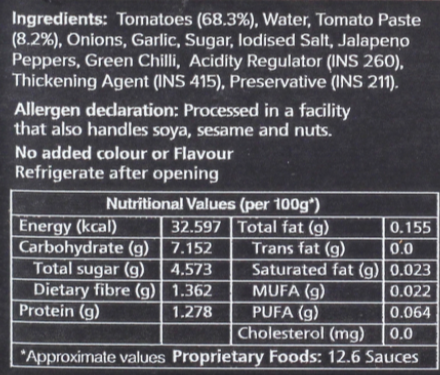 Ingredients: Tomatoes (68.3%), Water, Tomato Paste
(8.2%), Onions, Garlic, Sugar, Iodised Salt, Jalapeno
Peppers, Green Chilli, Acidity Regulator (INS 260),
Thickening Agent (INS 415), Preservative (INS 211).
Allergen declaration: Processed in a facility
that also handles soya, sesame and nuts.
No added colour or Flavour
Refrigerate after opening
Nutritional Values (per 100g*)
Energy (kcal) 32.597 Total fat (g) 0.155
Carbohydrate (g) 7.152 Trans fat (g) 0.0
Total sugar (g) 4.573 Saturated fat (g) 0.023
Dietary fibre (g) 1.362 MUFA (g) 0.022
Protein (g) 1.278 PUFA (g) 0.064
Cholesterol (mg) 0.0
*Approximate values Proprietary Foods: 12.6 Sauces